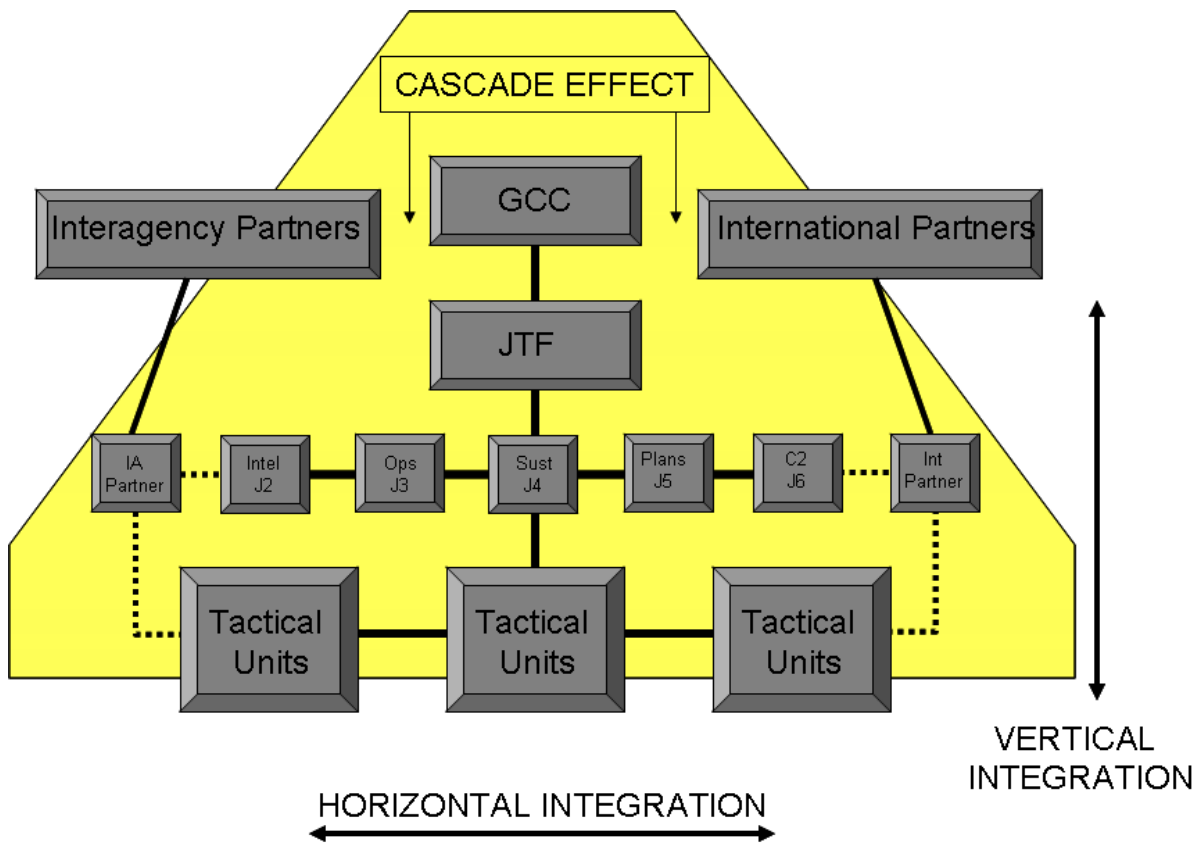 CASCADE EFFECT
GCC
Interagency Partners
International Partners
JTF
IA
Partner
Intel
J2
Ops
J3
Sust
J4
Plans
J5
C2
J6
Int
Partner
Tactical
Units
Tactical
Units
Tactical
Units
VERTICAL
INTEGRATION
HORIZONTAL INTEGRATION